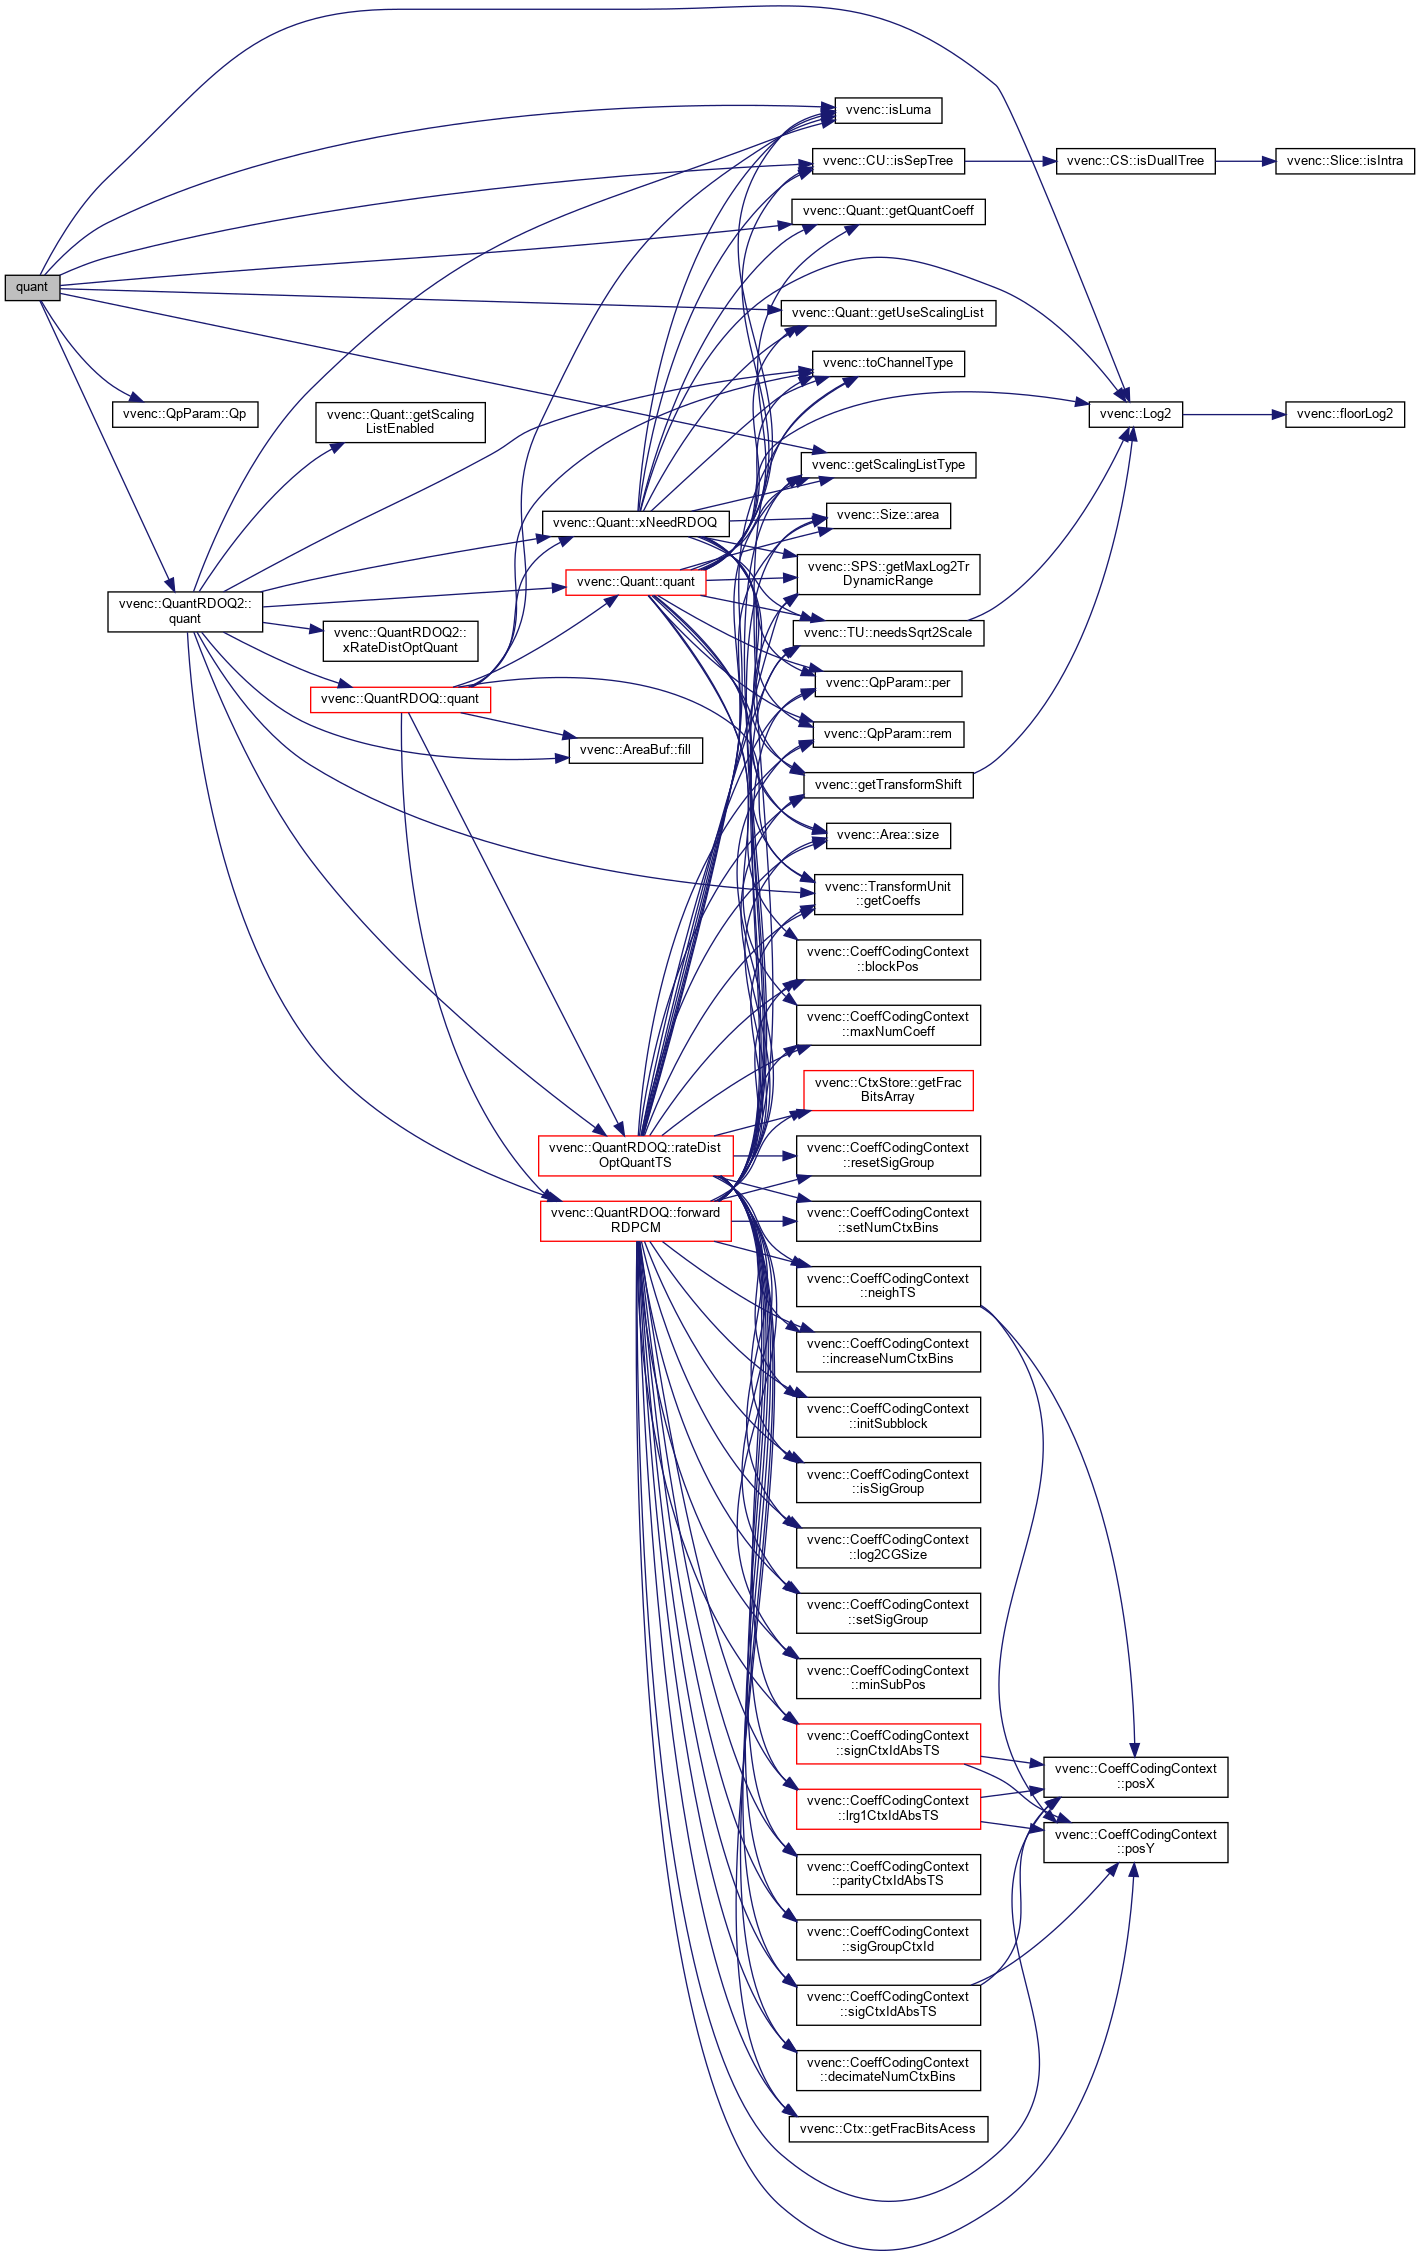 quant
vvenc::QpParam::Qp
vvenc::QuantRDOQ2::
quant
vvenc::Quant::getScaling
ListEnabled
vvenc::QuantRDOQ2::
xRateDistOptQuant
vvenc::QuantRDOQ::quant
vvenc::Quant::xNeedRDOQ
vvenc::Quant::quant
vvenc::AreaBuf::fill
vvenc::QuantRDOQ::rateDist
OptQuantTS
vvenc::QuantRDOQ::forward
RDPCM
vvenc::isLuma
vvenc::CU::isSepTree
vvenc::Quant::getQuantCoeff
vvenc::Quant::getUseScalingList
vvenc::toChannelType
vvenc::getScalingListType
vvenc::Size::area
vvenc::SPS::getMaxLog2Tr
DynamicRange
vvenc::TU::needsSqrt2Scale
vvenc::QpParam::per
vvenc::QpParam::rem
vvenc::getTransformShift
vvenc::Area::size
vvenc::TransformUnit
::getCoeffs
vvenc::CoeffCodingContext
::blockPos
vvenc::CoeffCodingContext
::maxNumCoeff
vvenc::CtxStore::getFrac
BitsArray
vvenc::CoeffCodingContext
::resetSigGroup
vvenc::CoeffCodingContext
::setNumCtxBins
vvenc::CoeffCodingContext
::neighTS
vvenc::CoeffCodingContext
::increaseNumCtxBins
vvenc::CoeffCodingContext
::initSubblock
vvenc::CoeffCodingContext
::isSigGroup
vvenc::CoeffCodingContext
::log2CGSize
vvenc::CoeffCodingContext
::setSigGroup
vvenc::CoeffCodingContext
::minSubPos
vvenc::CoeffCodingContext
::signCtxIdAbsTS
vvenc::CoeffCodingContext
::lrg1CtxIdAbsTS
vvenc::CoeffCodingContext
::parityCtxIdAbsTS
vvenc::CoeffCodingContext
::sigGroupCtxId
vvenc::CoeffCodingContext
::sigCtxIdAbsTS
vvenc::CoeffCodingContext
::decimateNumCtxBins
vvenc::Ctx::getFracBitsAcess
vvenc::CS::isDualITree
vvenc::Slice::isIntra
vvenc::Log2
vvenc::floorLog2
vvenc::CoeffCodingContext
::posX
vvenc::CoeffCodingContext
::posY